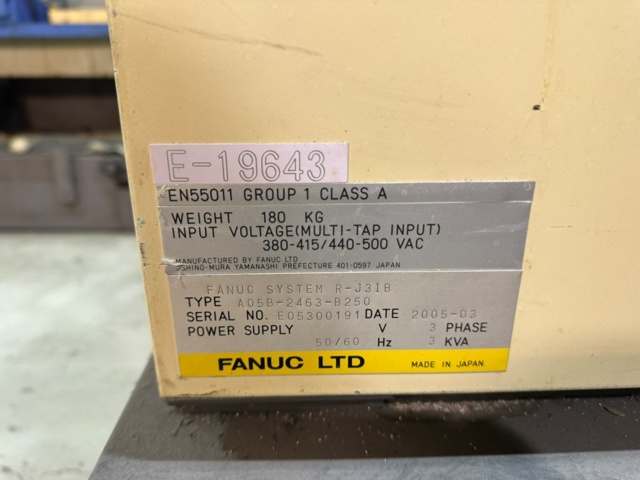 E-19643
EN55011 GROUP 1 CLASS A
WEIGHT 180 KG
INPUT VOLTAGE(MULTI-TAP INPUT)
380-415/440-500 VAC
MANUFACTURED BY FANUC LTD
OSHINO-MURA YAMANASHI PREFECTURE 401-0597 JAPAN
FANUC SYSTEM R-J3IB
TYPE A05B-2463-B250
SERIAL NO. E05300191 DATE 2005-03
POWER SUPPLY V 3 PHASE
50/60 Hz 3 KVA
FANUC LTD MADE IN JAPAN